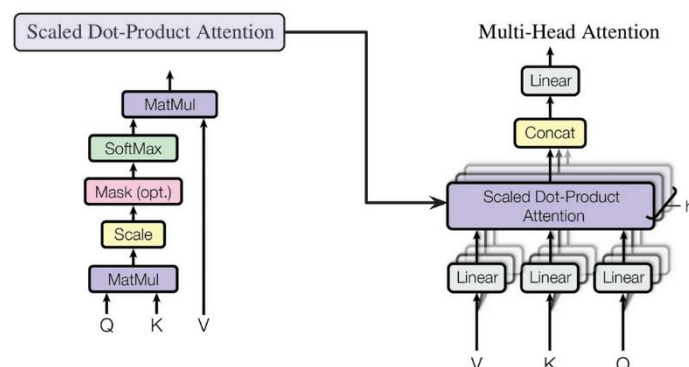 Scaled Dot-Product Attention
MatMul
SoftMax
Mask (opt.)
Scale
MatMul
Q K V
Multi-Head Attention
Linear
Concat
Scaled Dot-Product
Attention
h
Linear Linear Linear
V K Q